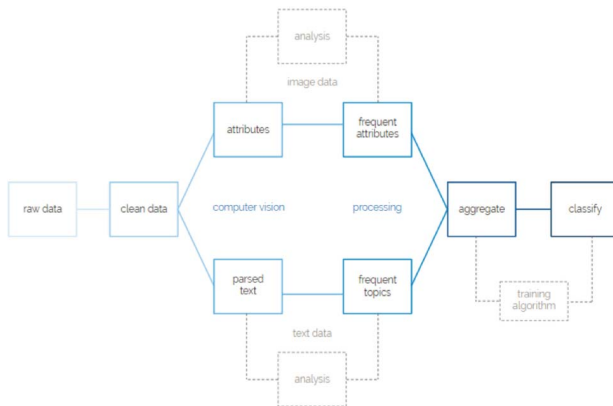 analysis
image data
attributes
frequent
attributes
raw data
clean data
computer vision
processing
aggregate
classify
parsed
text
frequent
topics
training
algorithm
text data
analysis